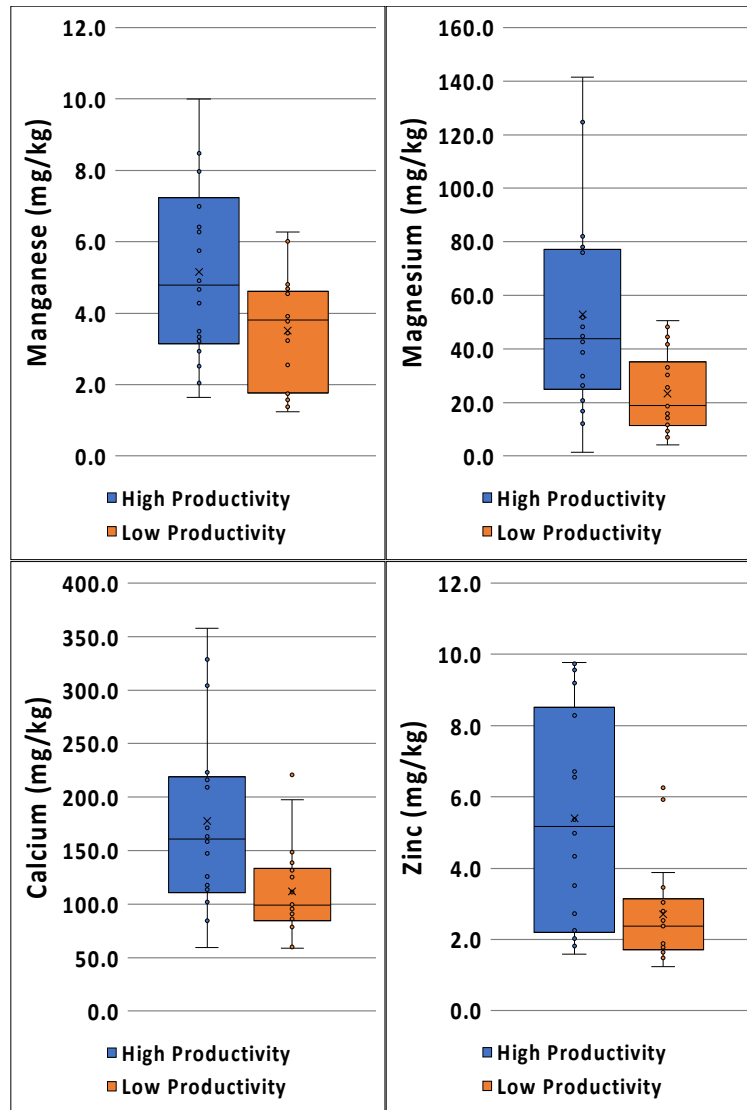 Manganese (mg/kg)
12.0
10.0
8.0
6.0
4.0
2.0
0.0
High Productivity
Low Productivity
Magnesium (mg/kg)
160.0
140.0
120.0
100.0
80.0
60.0
40.0
20.0
0.0
High Productivity
Low Productivity
Calcium (mg/kg)
400.0
350.0
300.0
250.0
200.0
150.0
100.0
50.0
0.0
High Productivity
Low Productivity
Zinc (mg/kg)
12.0
10.0
8.0
6.0
4.0
2.0
0.0
High Productivity
Low Productivity